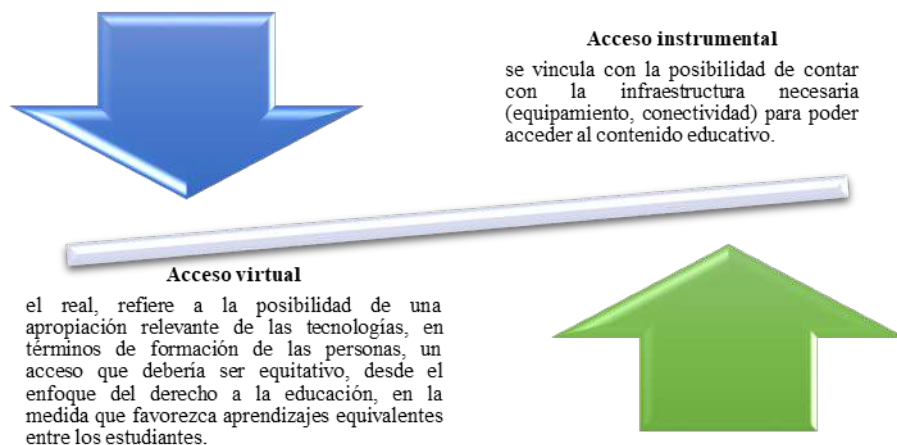 Acceso instrumental
se vincula con la posibilidad de contar
con la infraestructura necesaria
(equipamiento, conectividad) para poder
acceder al contenido educativo.
Acceso virtual
el real, refiere a la posibilidad de una
apropiación relevante de las tecnologías, en
términos de formación de las personas, un
acceso que debería ser equitativo, desde el
enfoque del derecho a la educación, en la
medida que favorezca aprendizajes equivalentes
entre los estudiantes.